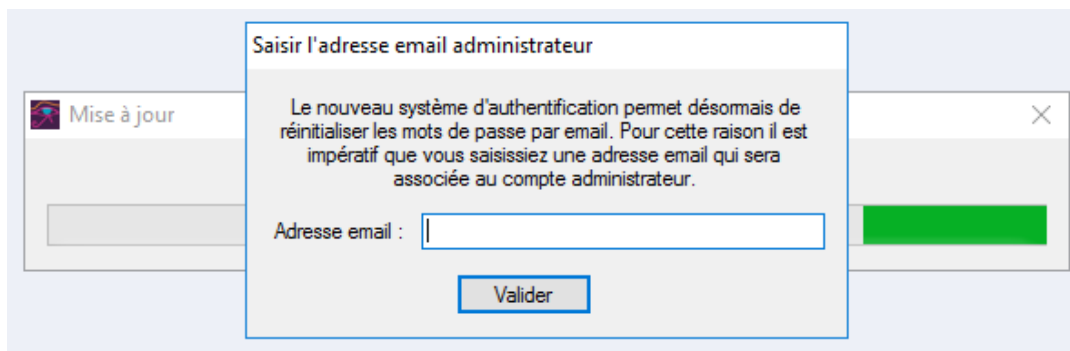 Saisir l'adresse email administrateur
Mise à jour
Le nouveau système d'authentification permet désormais de
réinitialiser les mots de passe par email. Pour cette raison il est
impératif que vous saisissiez une adresse email qui sera
associée au compte administrateur.
Adresse email :
Valider